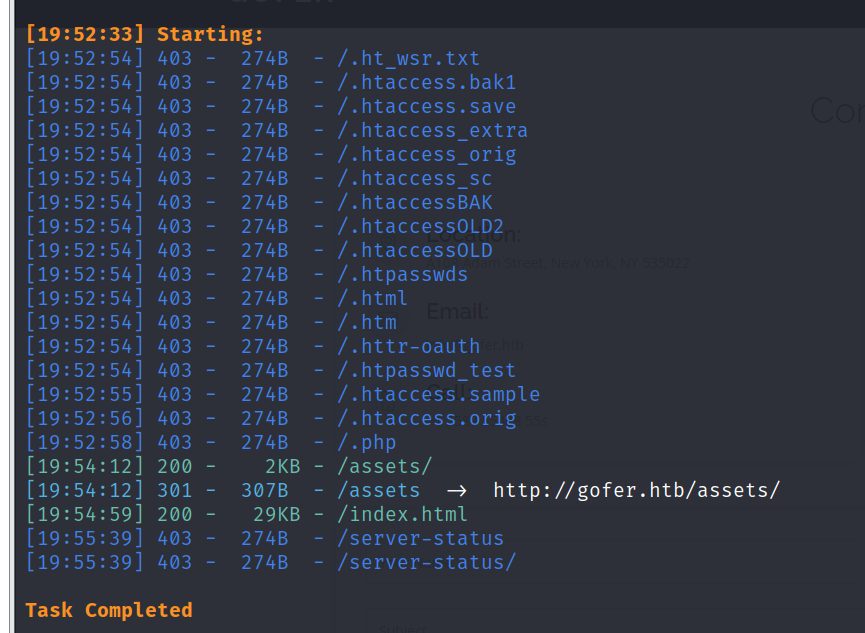 [19:52:33] Starting:
[19:52:54] 403 -  274B  - /.ht_wsr.txt
[19:52:54] 403 -  274B  - /.htaccess.bak1
[19:52:54] 403 -  274B  - /.htaccess.save
[19:52:54] 403 -  274B  - /.htaccess_extra
[19:52:54] 403 -  274B  - /.htaccess_orig
[19:52:54] 403 -  274B  - /.htaccess_sc
[19:52:54] 403 -  274B  - /.htaccessBAK
[19:52:54] 403 -  274B  - /.htaccessOLD2
[19:52:54] 403 -  274B  - /.htaccessOLD
[19:52:54] 403 -  274B  - /.htpasswds
[19:52:54] 403 -  274B  - /.html
[19:52:54] 403 -  274B  - /.htm
[19:52:54] 403 -  274B  - /.httr-oauth
[19:52:54] 403 -  274B  - /.htpasswd_test
[19:52:55] 403 -  274B  - /.htaccess.sample
[19:52:56] 403 -  274B  - /.htaccess.orig
[19:52:58] 403 -  274B  - /.php
[19:54:12] 200 -    2KB - /assets/
[19:54:12] 301 -  307B  - /assets  ->  http://gofer.htb/assets/
[19:54:59] 200 -   29KB - /index.html
[19:55:39] 403 -  274B  - /server-status
[19:55:39] 403 -  274B  - /server-status/
Task Completed
Location:
Street, New York, NY 535022
Email: